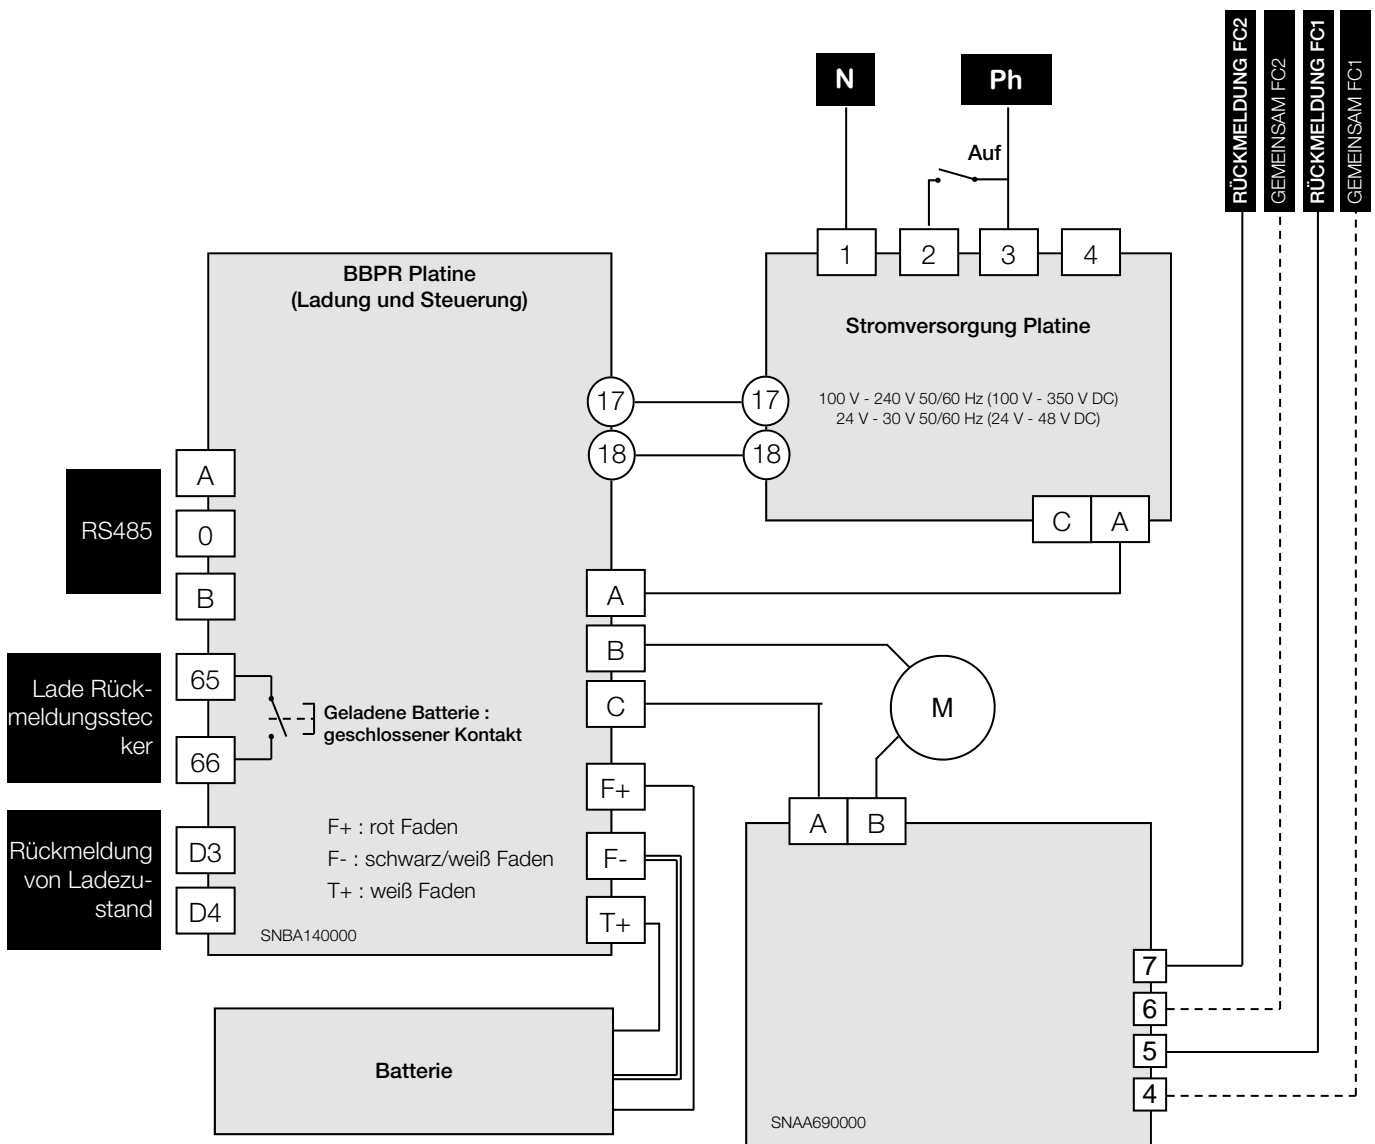 N
Ph
RÜCKMELDUNG FC2
GEMEINSAM FC2
RÜCKMELDUNG FC1
GEMEINSAM FC1
Auf
1
2
3
4
BBPR Platine
(Ladung und Steuerung)
Stromversorgung Platine
100 V - 240 V 50/60 Hz (100 V - 350 V DC)
24 V - 30 V 50/60 Hz (24 V - 48 V DC)
17
17
18
18
C
A
RS485
A
0
B
A
B
C
M
Lade Rück-
meldungsstec
ker
65
66
Geladene Batterie :
geschlossener Kontakt
F+
F-
T+
A
B
F+ : rot Faden
F- : schwarz/weiß Faden
T+ : weiß Faden
Rückmeldung
von Ladezu-
stand
D3
D4
SNBA140000
7
6
5
4
Batterie
SNAA690000